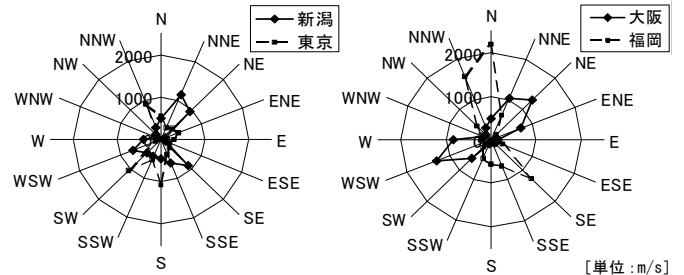 新潟
東京
N
NNE
NE
ENE
E
ESE
SE
SSE
S
SSW
SW
WSW
W
WNW
NW
NNW
2000
1000
0
大阪
福岡
N
NNE
NE
ENE
E
ESE
SE
SSE
S
SSW
SW
WSW
W
WNW
NW
NNW
2000
1000
0
[単位:m/s]